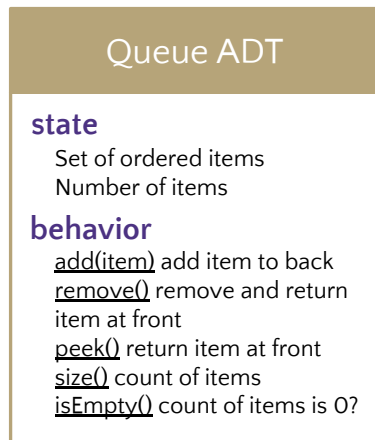 Queue ADT
state
Set of ordered items
Number of items
behavior
add(item) add item to back
remove() remove and return
item at front
peek() return item at front
size() count of items
isEmpty() count of items is 0?